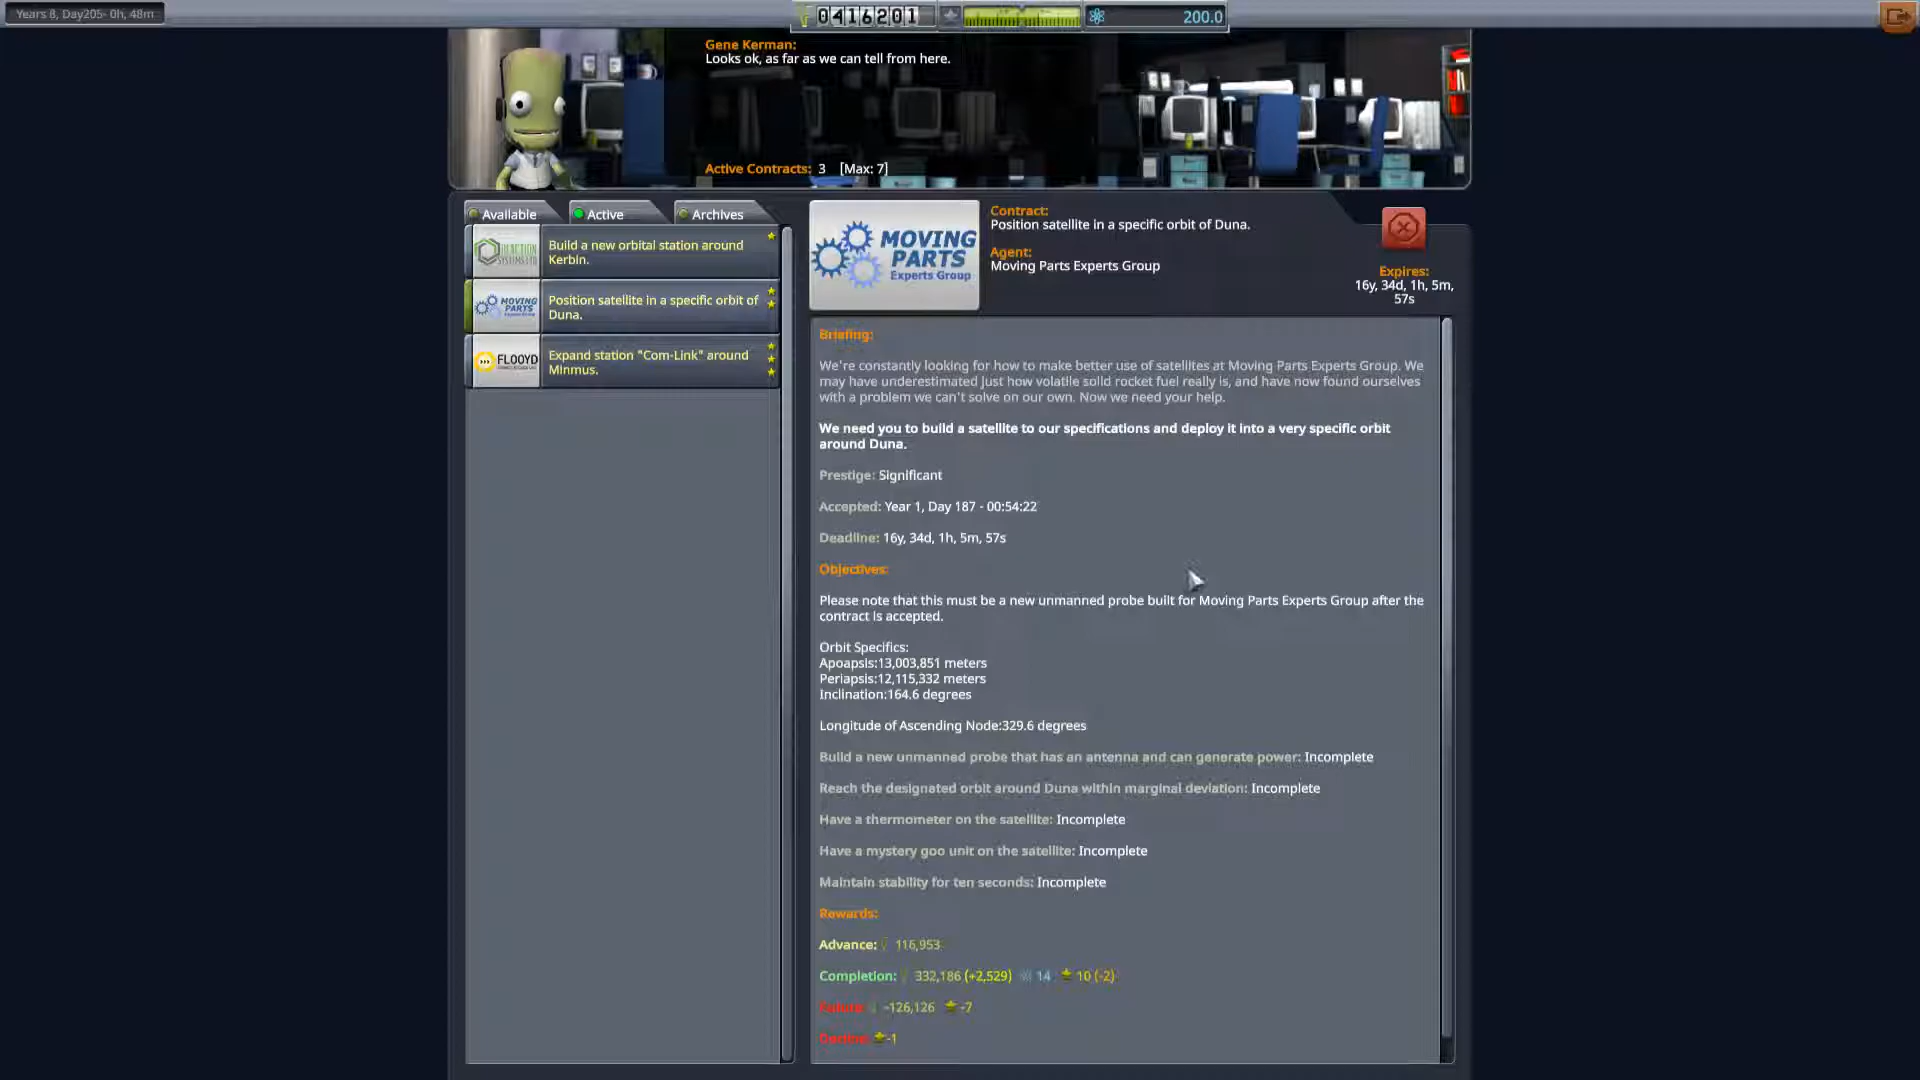 Years 8, Day205- 0h, 48m
0416201
200.0
Gene Kerman:
Looks ok, as far as we can tell from here.
Active Contracts: 3 [Max: 7]
Available
Active
Archives
Build a new orbital station around
Kerbin.
MOVING
PARTS
Position satellite in a specific orbit of
Duna.
FLOOYD
Expand station "Com-Link" around
Minmus.
MOVING
PARTS
Experts Group
Contract:
Position satellite in a specific orbit of Duna.
Agent:
Moving Parts Experts Group
Expires:
16y, 34d, 1h, 5m,
57s
Briefing:
We're constantly looking for how to make better use of satellites at Moving Parts Experts Group. We
may have underestimated just how volatile solid rocket fuel really is, and have now found ourselves
with a problem we can't solve on our own. Now we need your help.
We need you to build a satellite to our specifications and deploy it into a very specific orbit
around Duna.
Prestige: Significant
Accepted: Year 1, Day 187 - 00:54:22
Deadline: 16y, 34d, 1h, 5m, 57s
Objectives:
Please note that this must be a new unmanned probe built for Moving Parts Experts Group after the
contract is accepted.
Orbit Specifics:
Apoapsis:13,003,851 meters
Periapsis:12,115,332 meters
Inclination:164.6 degrees
Longitude of Ascending Node:329.6 degrees
Build a new unmanned probe that has an antenna and can generate power: Incomplete
Reach the designated orbit around Duna within marginal deviation: Incomplete
Have a thermometer on the satellite: Incomplete
Have a mystery goo unit on the satellite: Incomplete
Maintain stability for ten seconds: Incomplete
Rewards:
Advance: 116,953
Completion: 332,186 (+2,529) 14 10 (-2)
Failure: -126,126 -7
Decline: -1